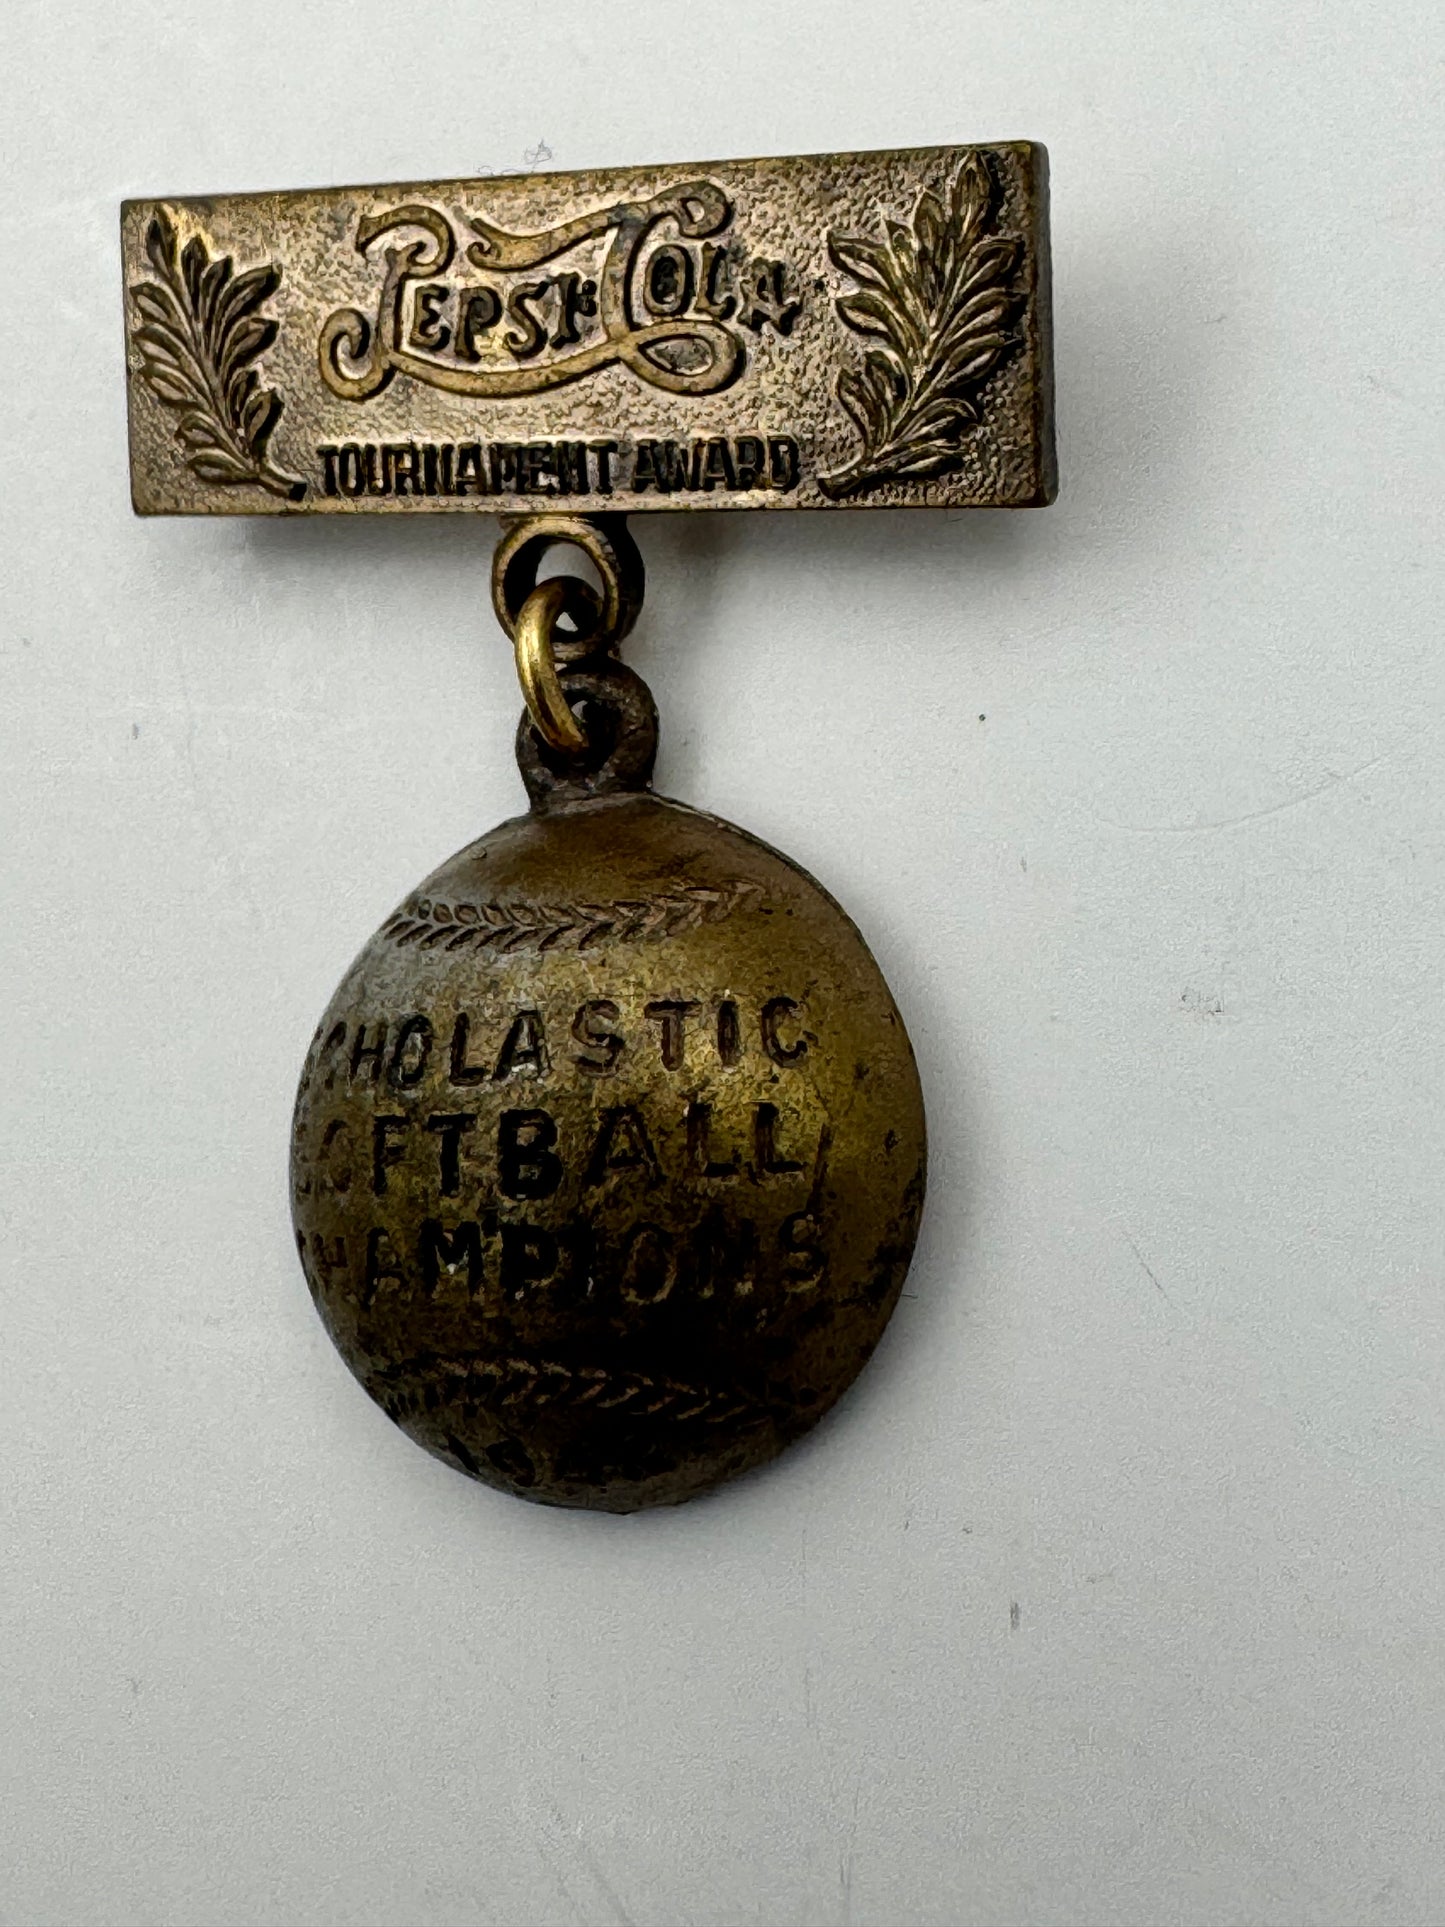 PEPSI:COLA
TOURNAMENT AWARD
SCHOLASTIC
SOFTBALL
CHAMPIONS